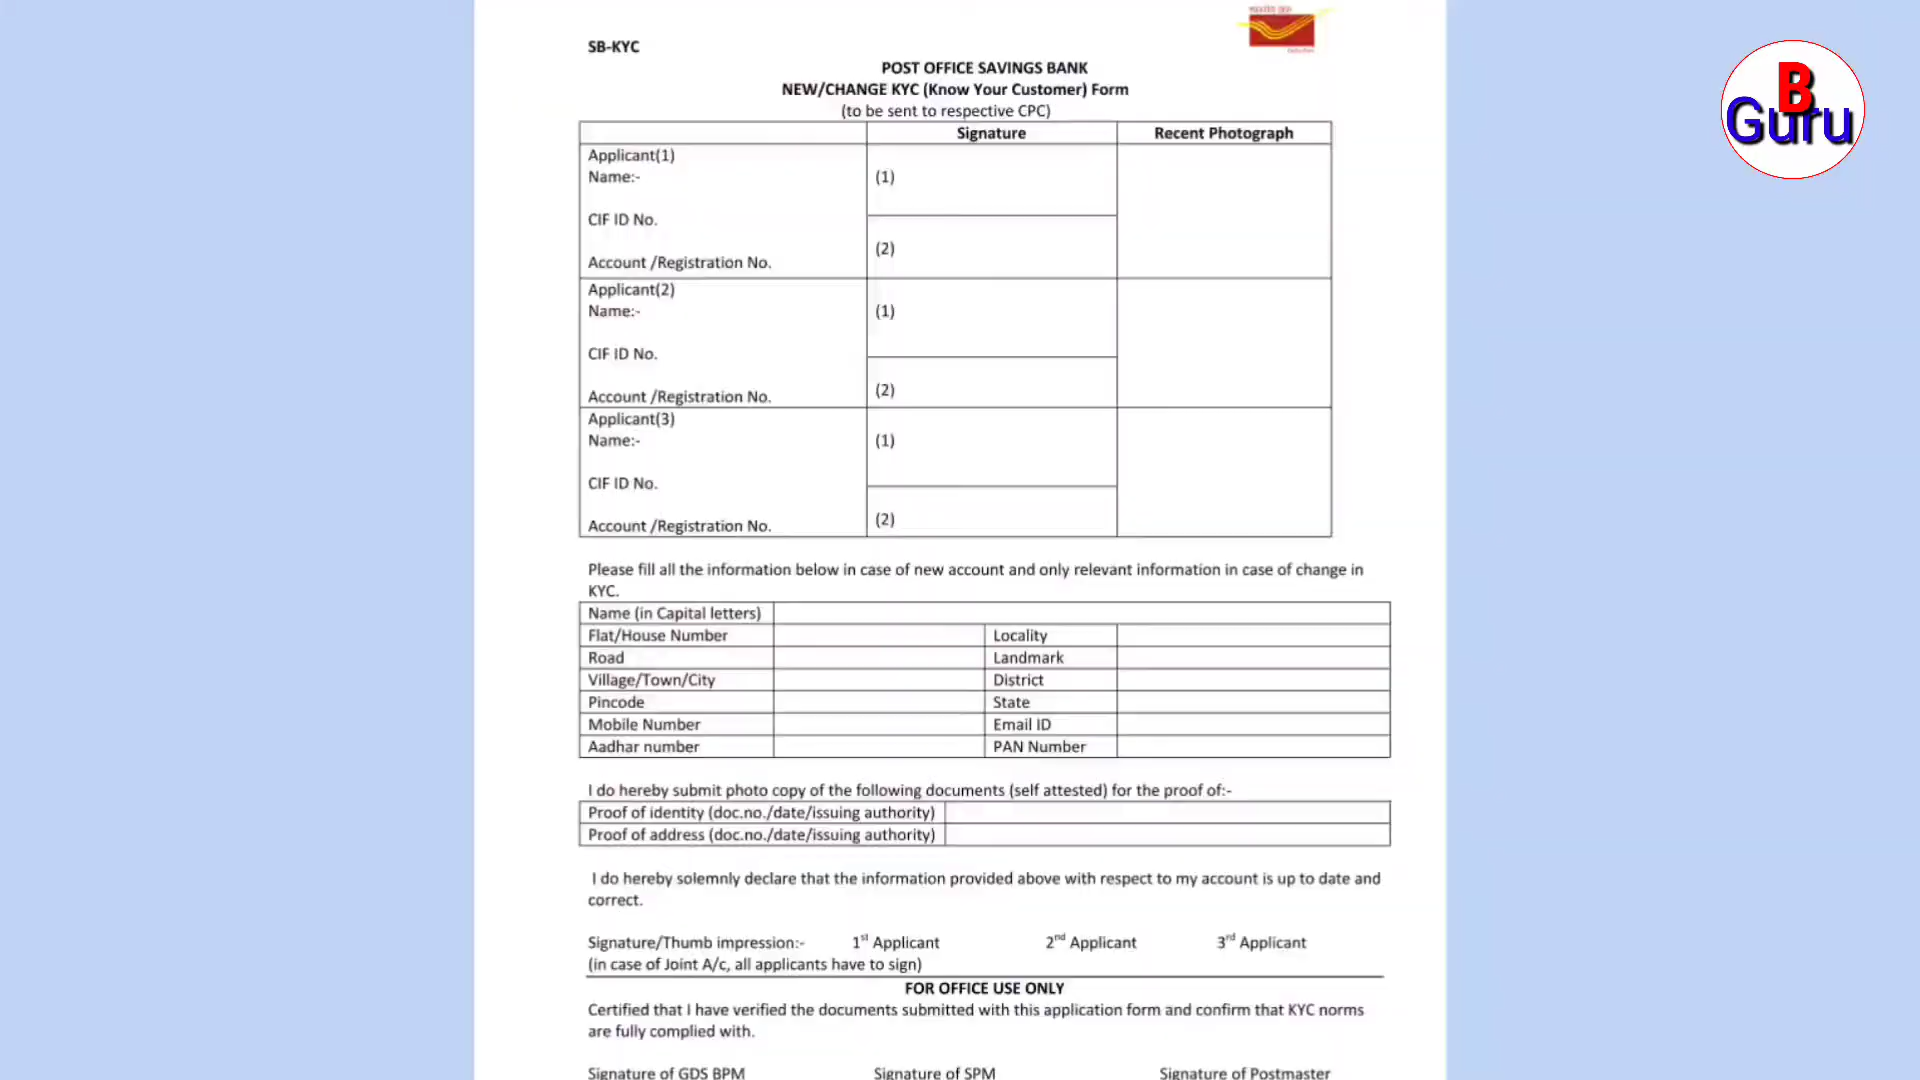 SB-KYC
POST OFFICE SAVINGS BANK
NEW/CHANGE KYC (Know Your Customer) Form
(to be sent to respective CPC)
Signature Recent Photograph
Applicant(1)
Name:- (1)
CIF ID No.
(2)
Account /Registration No.
Applicant(2)
Name:- (1)
CIF ID No.
(2)
Account /Registration No.
Applicant(3)
Name:- (1)
CIF ID No.
(2)
Account /Registration No.
Please fill all the information below in case of new account and only relevant information in case of change in
KYC.
Name (in Capital letters)
Flat/House Number Locality
Road Landmark
Village/Town/City District
Pincode State
Mobile Number Email ID
Aadhar number PAN Number
I do hereby submit photo copy of the following documents (self attested) for the proof of:-
Proof of identity (doc.no./date/issuing authority)
Proof of address (doc.no./date/issuing authority)
I do hereby solemnly declare that the information provided above with respect to my account is up to date and
correct.
Signature/Thumb impression:- 1st Applicant 2nd Applicant 3rd Applicant
(in case of Joint A/c, all applicants have to sign)
FOR OFFICE USE ONLY
Certified that I have verified the documents submitted with this application form and confirm that KYC norms
are fully complied with.
Signature of GDS BPM Signature of SPM Signature of Postmaster
B
Guru